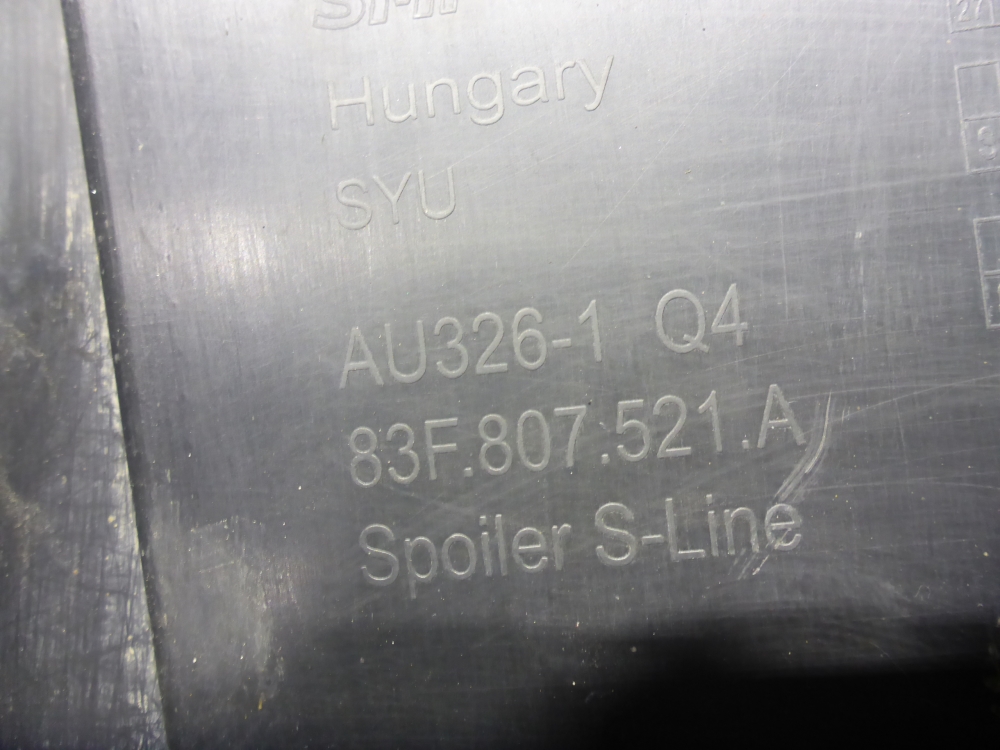 Hungary
SYU
AU326-1 Q4
83F.807.521.A
Spoiler S-Line